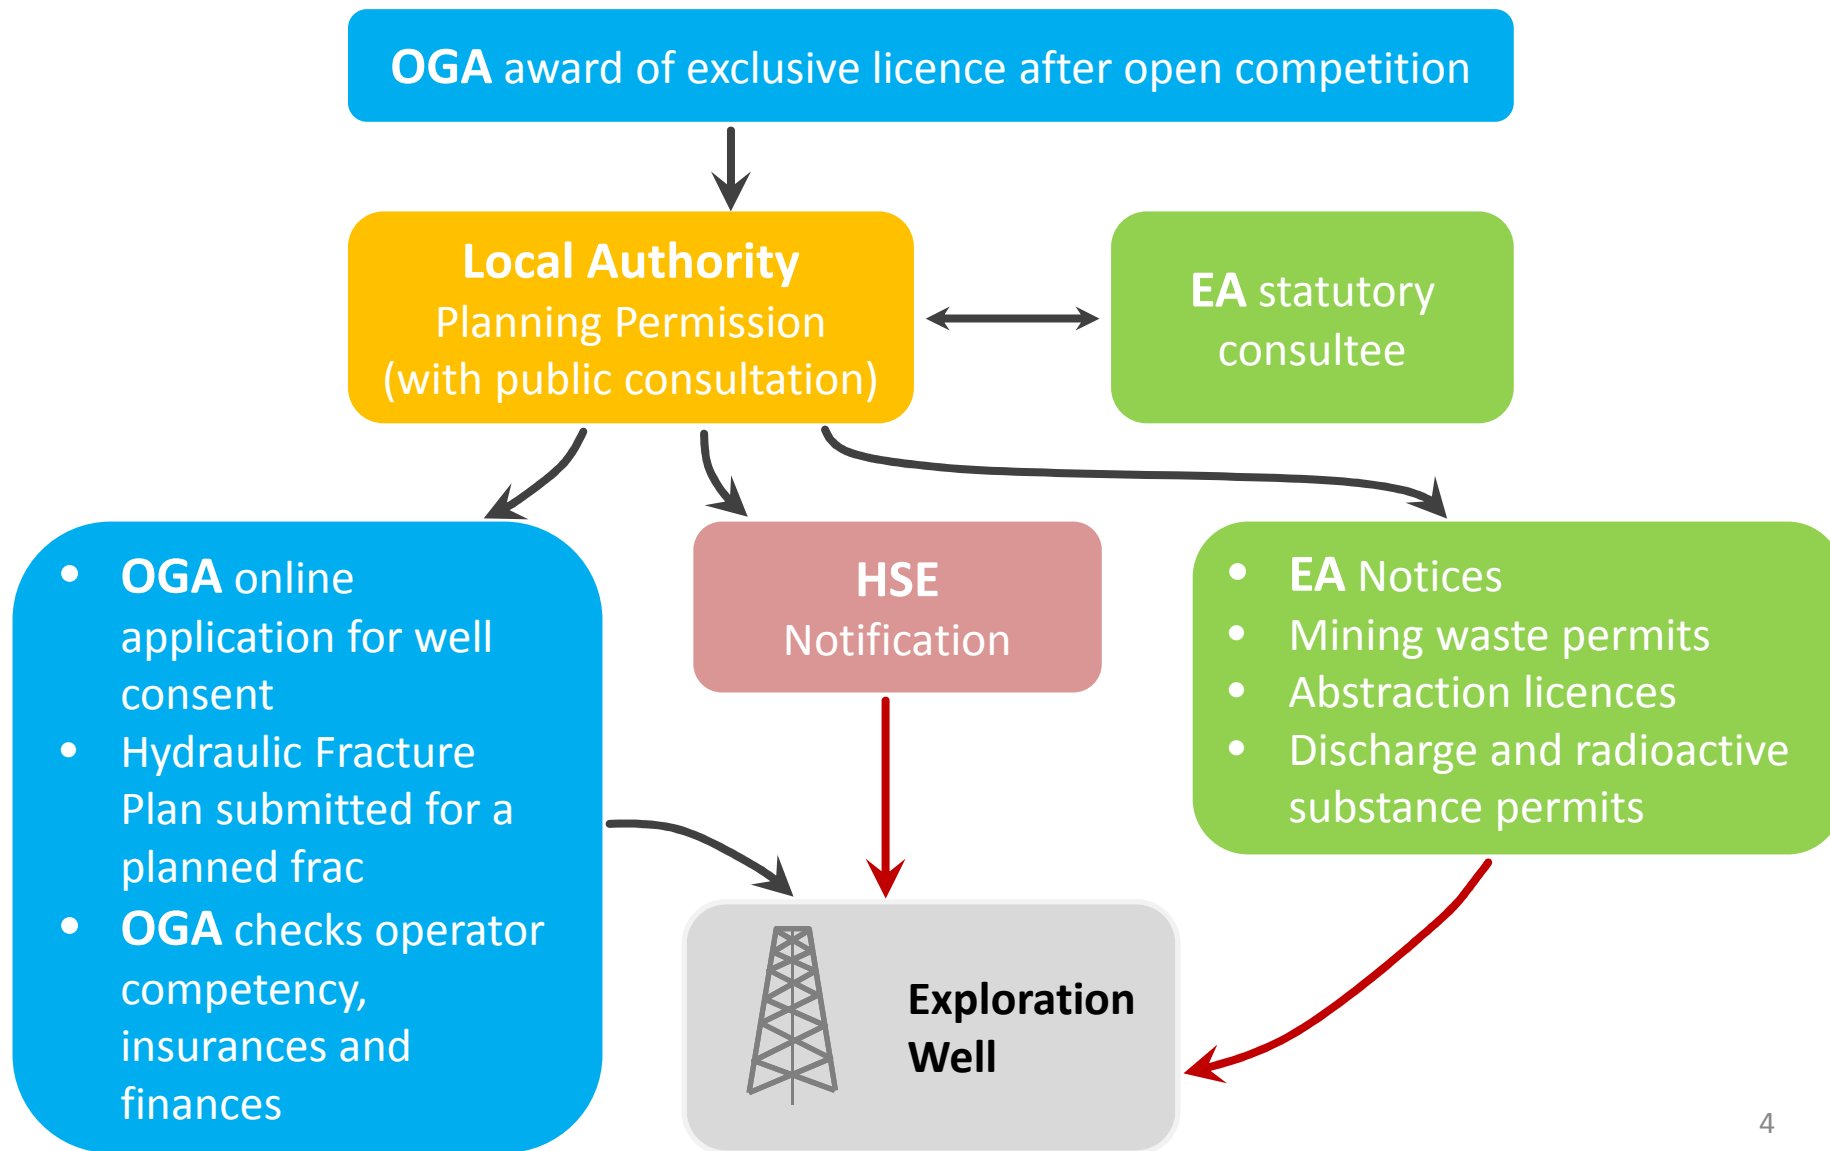 OGA award of exclusive licence after open competition
Local Authority
Planning Permission
(with public consultation)
EA statutory
consultee
• OGA online
application for well
consent
• Hydraulic Fracture
Plan submitted for a
planned frac
• OGA checks operator
competency,
insurances and
finances
HSE
Notification
• EA Notices
• Mining waste permits
• Abstraction licences
• Discharge and radioactive
substance permits
Exploration
Well
4